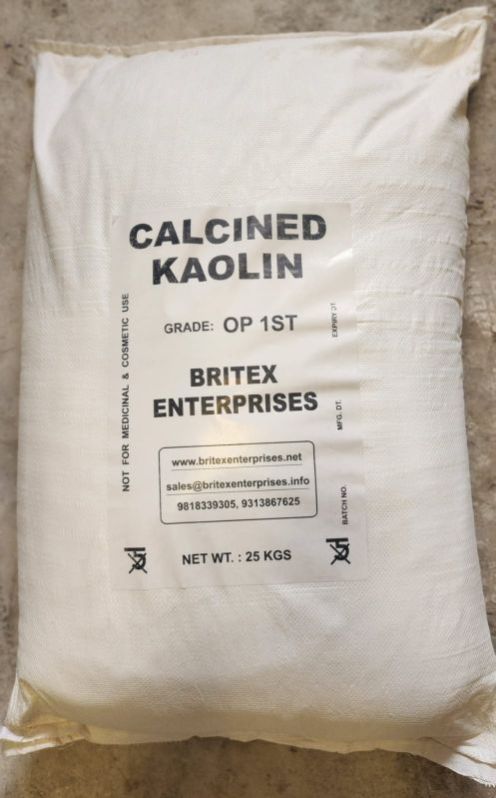 CALCINED
KAOLIN
GRADE: OP 1ST
BRITEX
ENTERPRISES
www.britexenterprises.net
sales@britexenterprises.info
9818339305, 9313867625
NET WT. : 25 KGS
NOT FOR MEDICINAL & COSMETIC USE
EXPIRY DT
MFG. DT.
BATCH NO.